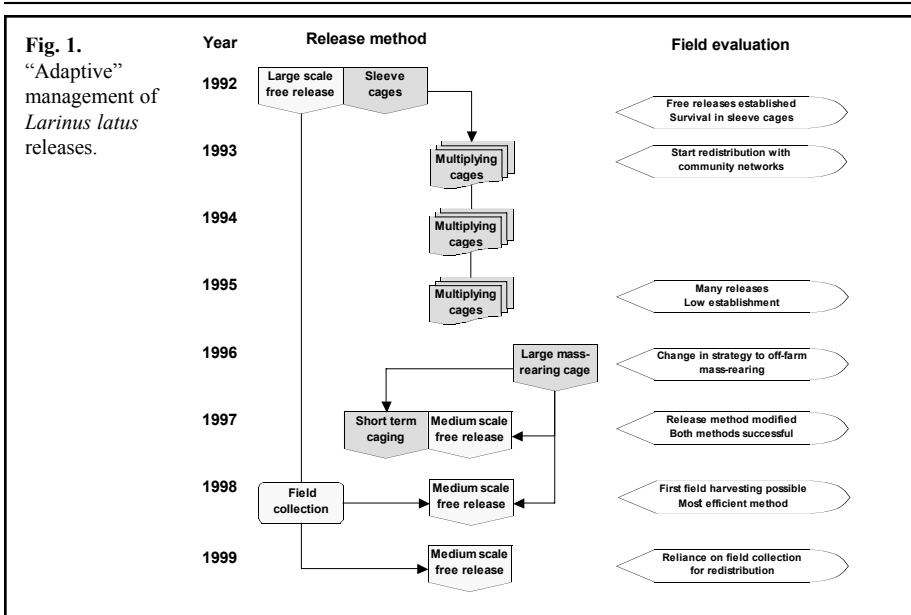 Fig. 1.
“Adaptive”
management of
Larinus latus
releases.
Year
Release method
Field evaluation
1992
Large scale
free release
Sleeve
cages
Free releases established
Survival in sleeve cages
1993
Multiplying
cages
Start redistribution with
community networks
1994
Multiplying
cages
1995
Multiplying
cages
Many releases
Low establishment
1996
Large mass-
rearing cage
Change in strategy to off-farm
mass-rearing
1997
Short term
caging
Medium scale
free release
Release method modified
Both methods successful
1998
Field
collection
Medium scale
free release
First field harvesting possible
Most efficient method
1999
Medium scale
free release
Reliance on field collection
for redistribution